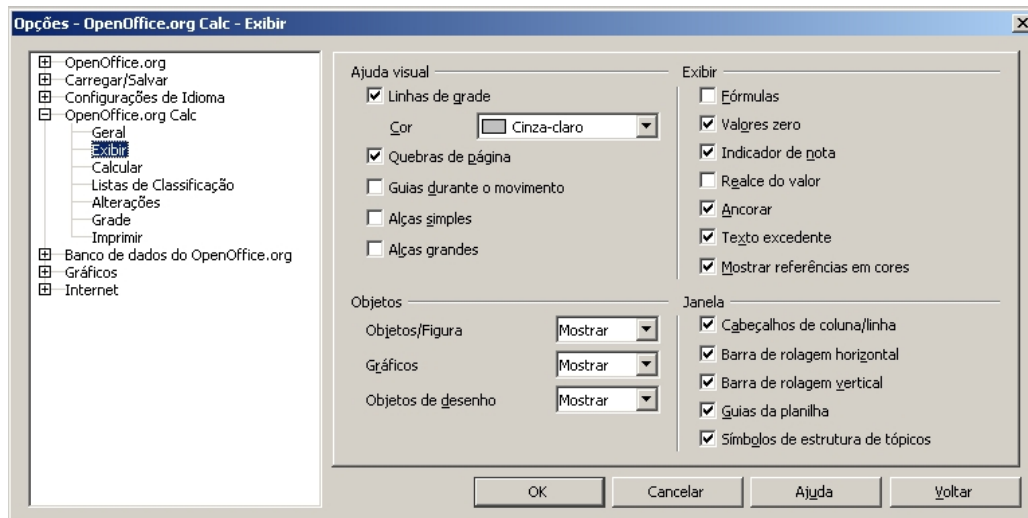 Opções - OpenOffice.org Calc - Exibir
OpenOffice.org
Carregar/Salvar
Configurações de Idioma
OpenOffice.org Calc
Geral
Exibir
Calcular
Listas de Classificação
Alterações
Grade
Imprimir
Banco de dados do OpenOffice.org
Gráficos
Internet
Ajuda visual
Linhas de grade
Cor Cinza-claro
Quebras de página
Guias durante o movimento
Alças simples
Alças grandes
Exibir
Fórmulas
Valores zero
Indicador de nota
Realce do valor
Ancorar
Texto excedente
Mostrar referências em cores
Objetos
Objetos/Figura Mostrar
Gráficos Mostrar
Objetos de desenho Mostrar
Janela
Cabeçalhos de coluna/linha
Barra de rolagem horizontal
Barra de rolagem vertical
Guias da planilha
Símbolos de estrutura de tópicos
OK Cancelar Ajuda Voltar